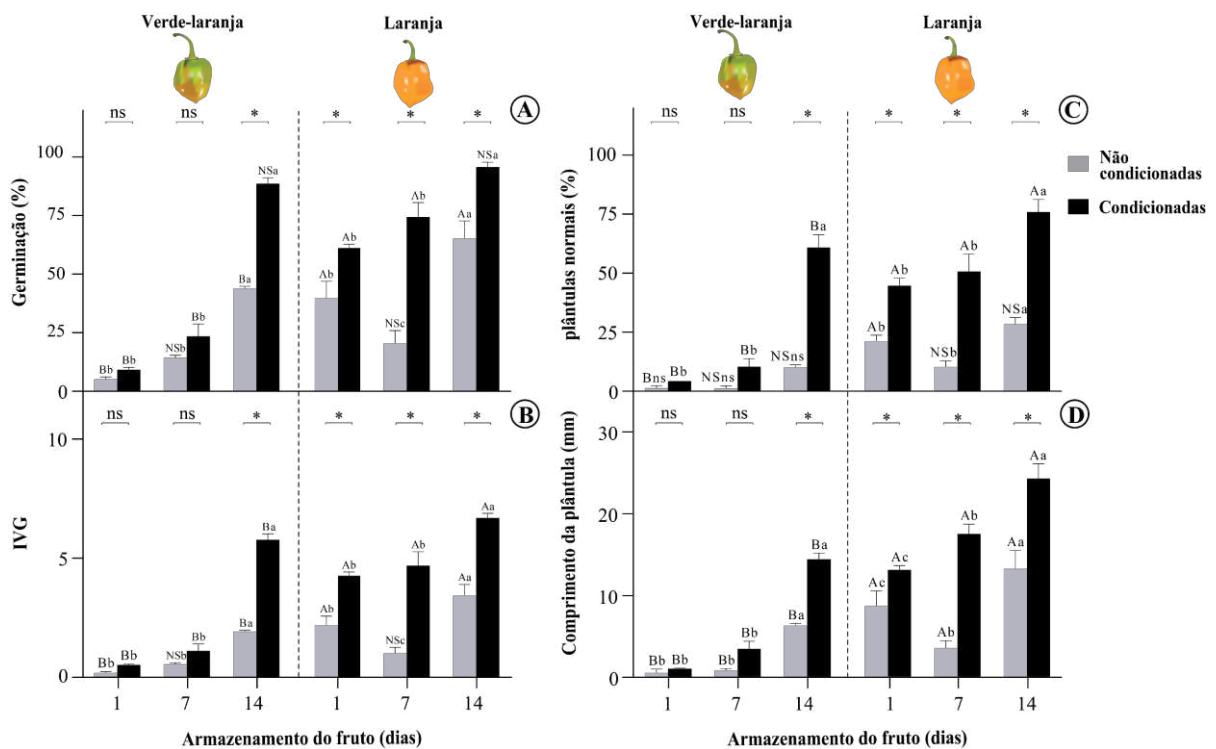 Verde-laranja
Laranja
ns
ns
*
*
*
*
A
Germinação (%)
100
75
50
25
0
Bb
Bb
NSb
Bb
Ba
NSa
Ab
Ab
NSc
Ab
Aa
NSa
B
ns
ns
*
*
*
*
IVG
10
5
0
Bb
Bb
NSb
Bb
Ba
Ba
Ab
Ab
NSc
Ab
Aa
Aa
1
7
14
1
7
14
Armazenamento do fruto (dias)
Verde-laranja
Laranja
ns
ns
*
*
*
*
C
plântulas normais (%)
100
75
50
25
0
Bns
Bb
NSns
Bb
NSns
Ba
Ab
Ab
NSb
Ab
NSa
Aa
Não
condicionadas
Condicionadas
ns
ns
*
*
*
*
D
Comprimento da plântula (mm)
30
20
10
0
Bb
Bb
Bb
Bb
Ba
Ba
Ac
Ac
Ab
Ab
Aa
Aa
1
7
14
1
7
14
Armazenamento do fruto (dias)